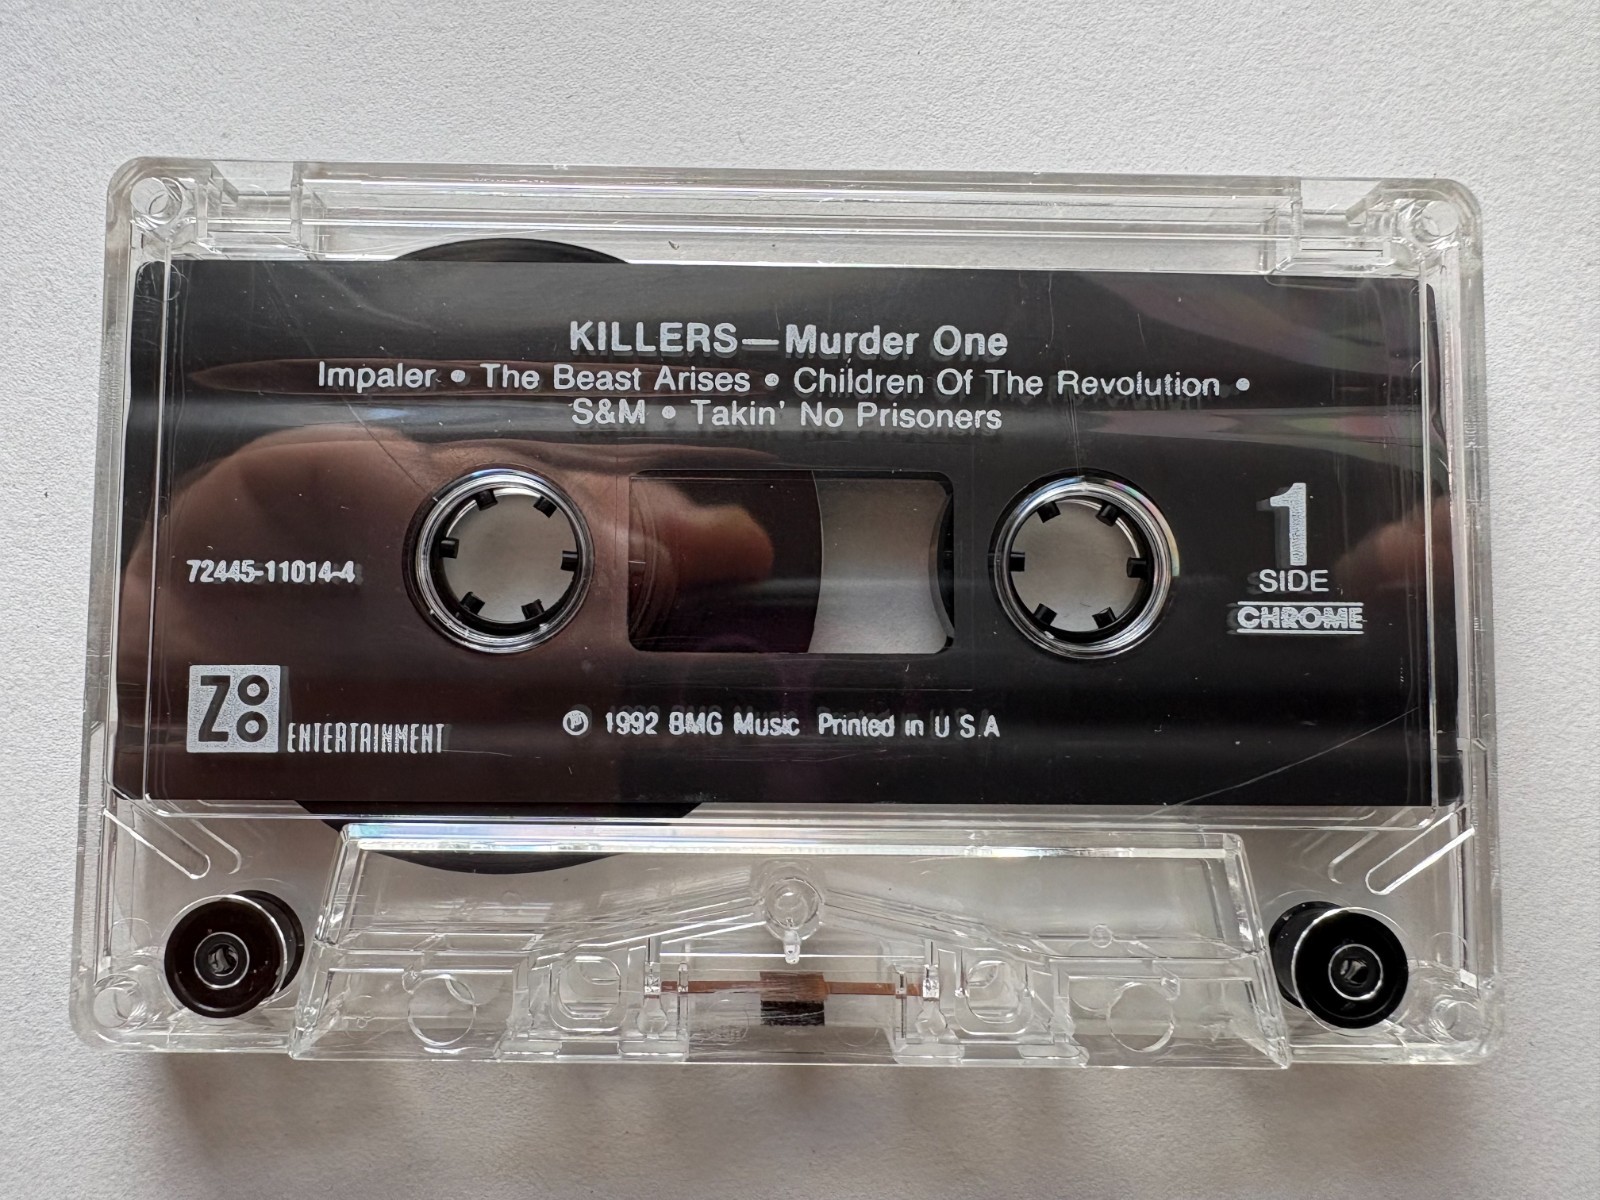 KILLERS—Murder One
Impaler • The Beast Arises • Children Of The Revolution •
S&M • Takin' No Prisoners
1
SIDE
CHROME
72445-11014-4
ZOO
ENTERTAINMENT
℗ 1992 BMG Music Printed in U S.A